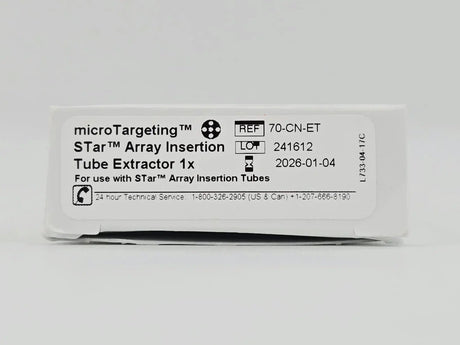 microTargeting™
STar™ Array Insertion
Tube Extractor 1x
For use with STar™ Array Insertion Tubes
REF 70-CN-ET
LOT 241612
2026-01-04
24 hour Technical Service: 1-800-326-2905 (US & Can) +1-207-666-8190
L733-04-17C